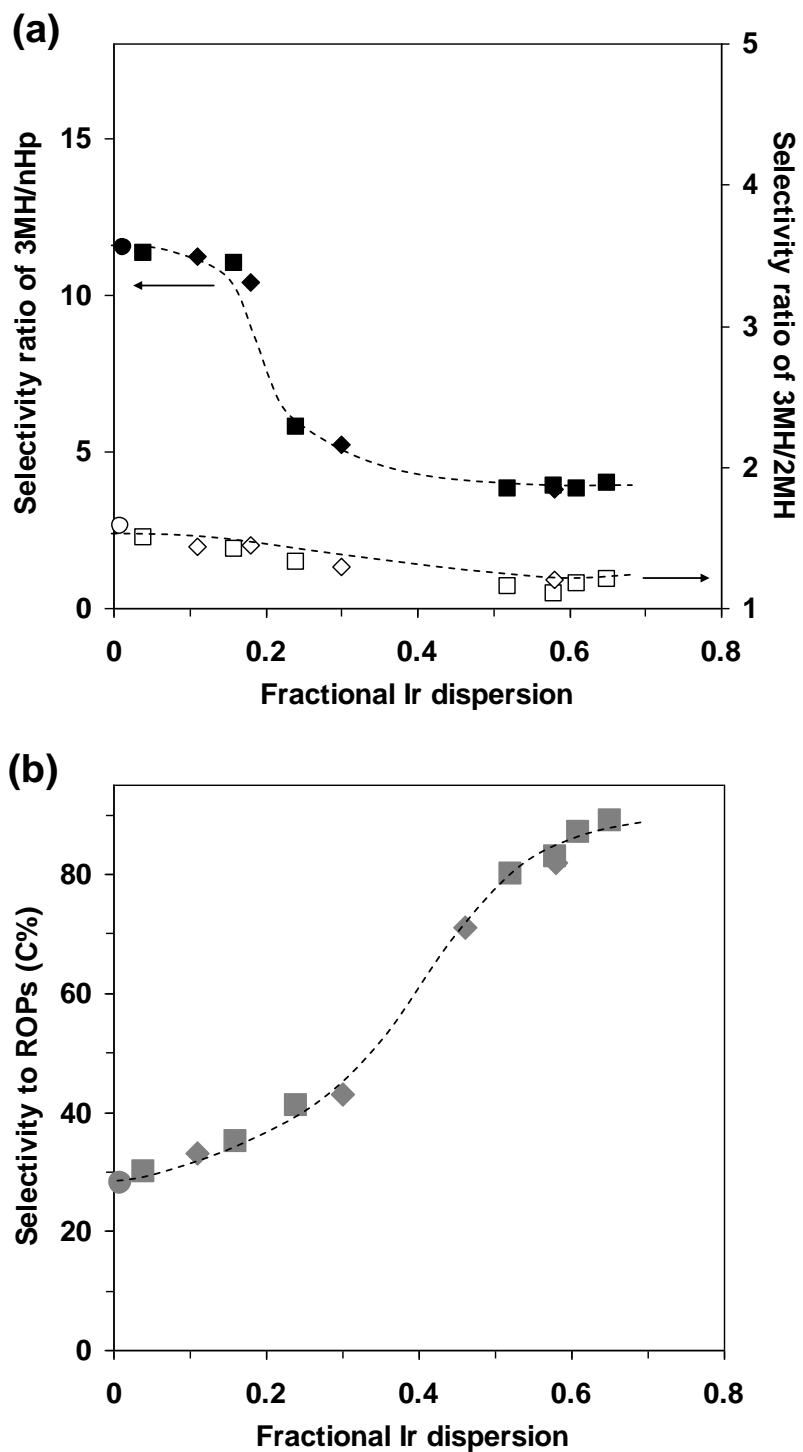 (a)
5
15
4
10
3
5
2
0
1
Selectivity ratio of 3MH/nHp
Selectivity ratio of 3MH/2MH
0 0.2 0.4 0.6 0.8
Fractional Ir dispersion
(b)
80
60
40
20
0
Selectivity to ROPs (C%)
0 0.2 0.4 0.6 0.8
Fractional Ir dispersion